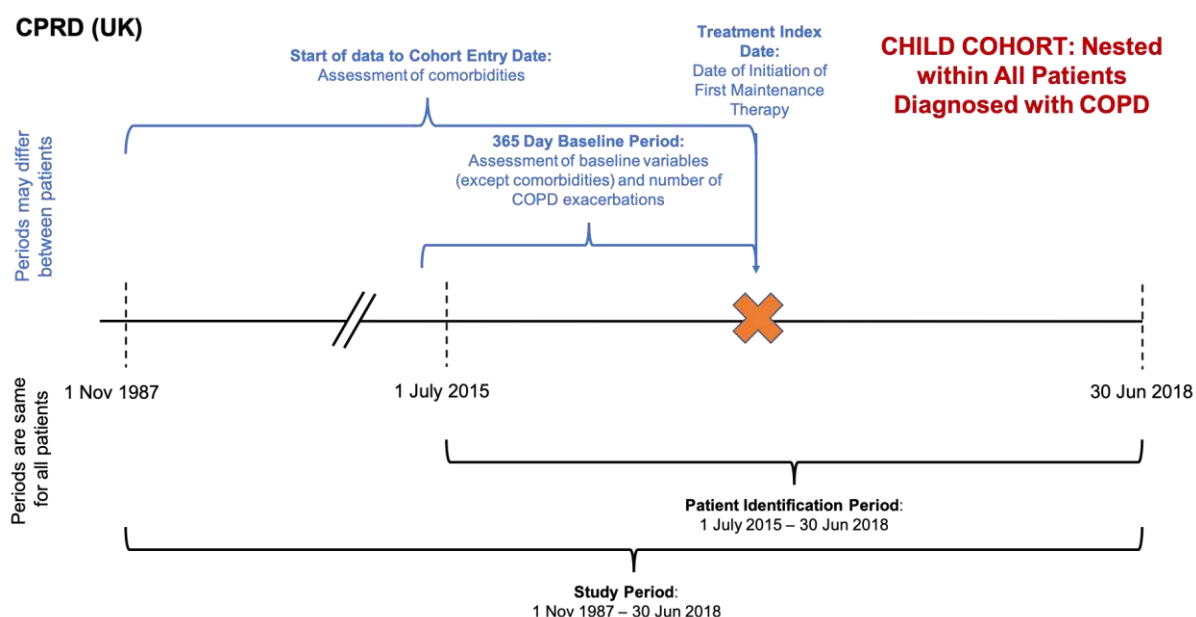 CPRD (UK)
Start of data to Cohort Entry Date:
Assessment of comorbidities
Treatment Index
Date:
Date of Initiation of
First Maintenance
Therapy
CHILD COHORT: Nested
within All Patients
Diagnosed with COPD
365 Day Baseline Period:
Assessment of baseline variables
(except comorbidities) and number of
COPD exacerbations
Periods may differ
between patients
1 Nov 1987
1 July 2015
30 Jun 2018
Periods are same
for all patients
Patient Identification Period:
1 July 2015 – 30 Jun 2018
Study Period:
1 Nov 1987 – 30 Jun 2018